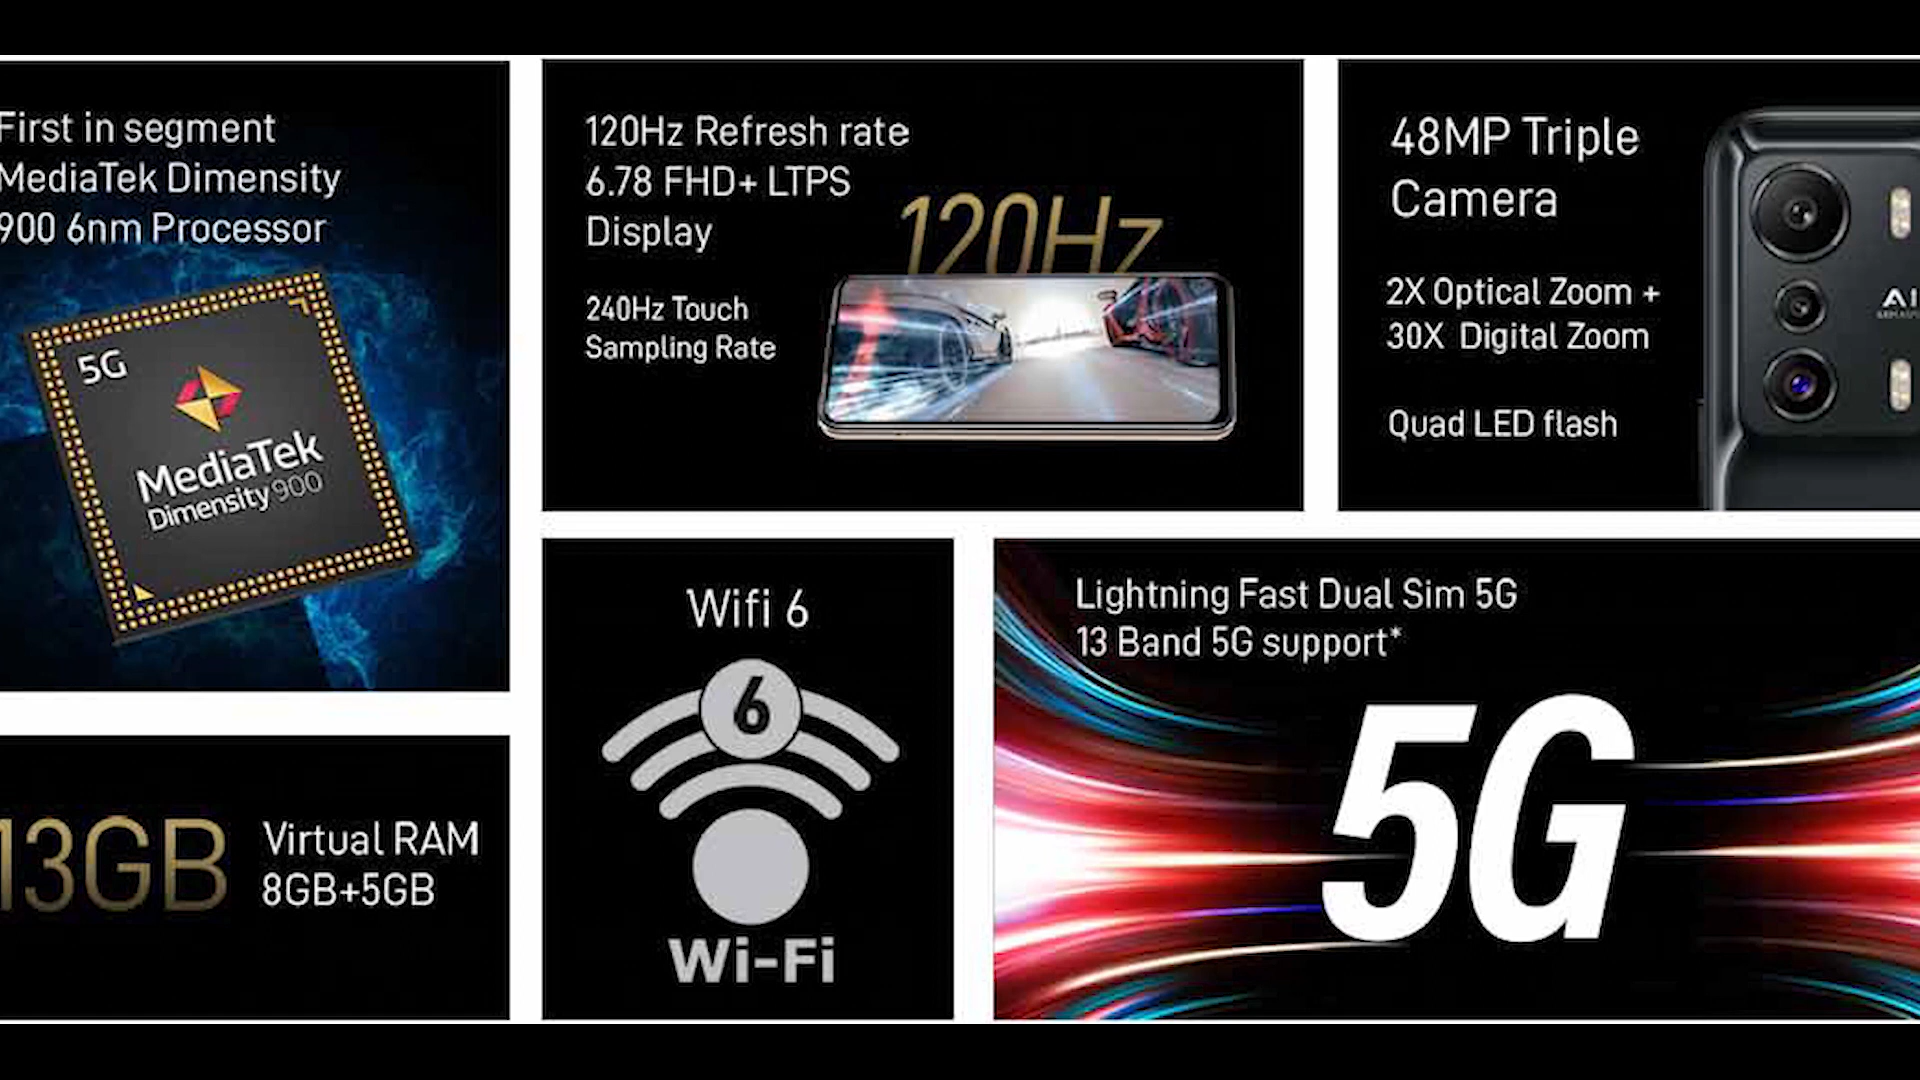 First in segment
MediaTek Dimensity
900 6nm Processor
5G
MediaTek
Dimensity 900
120Hz Refresh rate
6.78 FHD+ LTPS
Display
120Hz
240Hz Touch
Sampling Rate
48MP Triple
Camera
2X Optical Zoom +
30X Digital Zoom
Quad LED flash
AI
13GB
Virtual RAM
8GB+5GB
Wifi 6
6
Wi-Fi
Lightning Fast Dual Sim 5G
13 Band 5G support*
5G